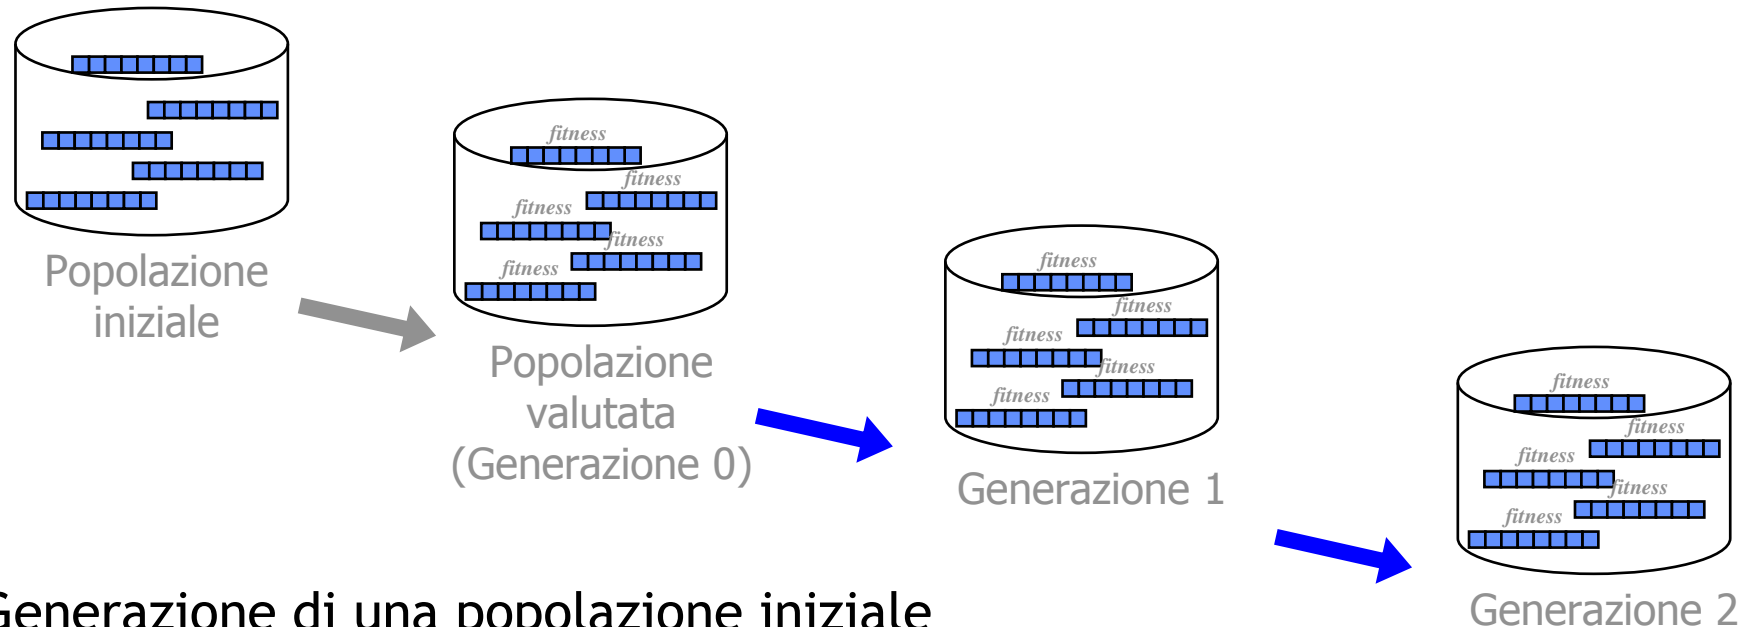 Popolazione
iniziale
fitness
fitness
fitness
fitness
fitness
Popolazione
valutata
(Generazione 0)
fitness
fitness
fitness
fitness
fitness
Generazione 1
fitness
fitness
fitness
fitness
fitness
Generazione 2
Generazione di una popolazione iniziale